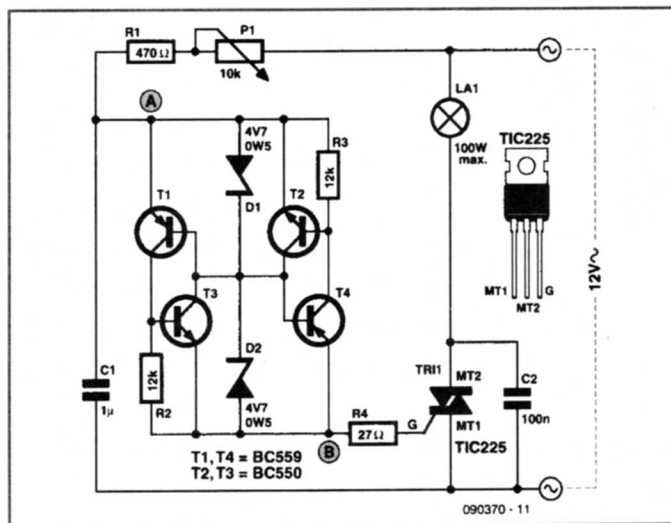 R1
470 Ω
P1
10k
A
LA1
100W
max.
TIC225
4V7
0W5
R3
12k
T1
T2
D1
T3
T4
MT1
MT2
G
12V~
D2
C1
1µ
12k
R2
4V7
0W5
TRI1
MT2
C2
100n
R4
G
27Ω
MT1
TIC225
B
T1, T4 = BC559
T2, T3 = BC550
090370 - 11